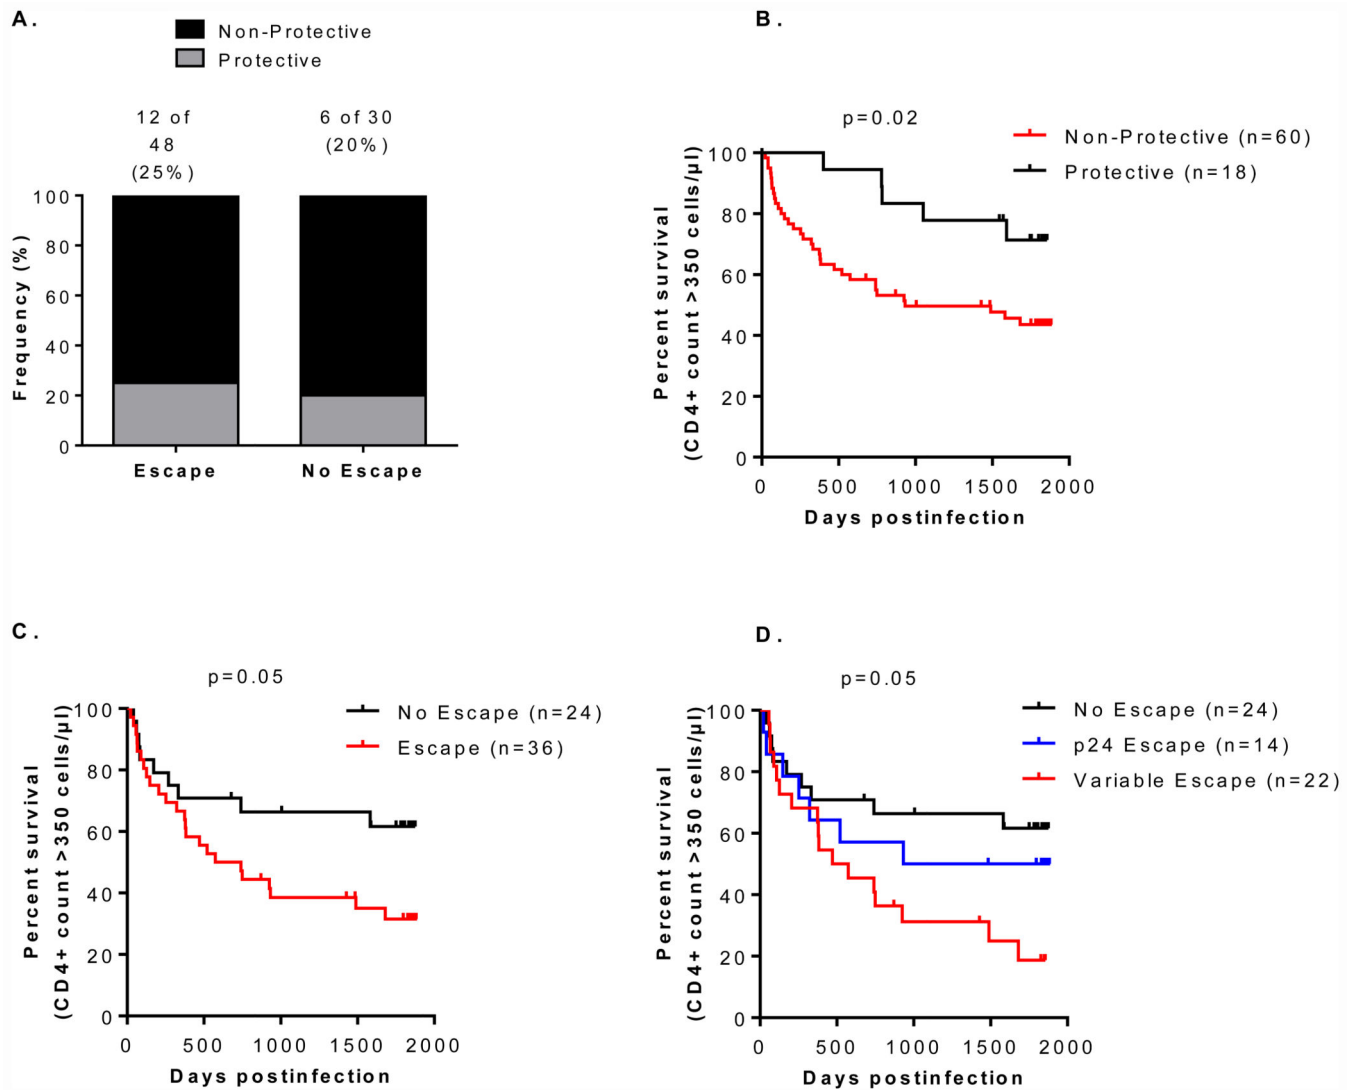 A.
Non-Protective
Protective
12 of
48
(25%)
6 of 30
(20%)
Frequency (%)
100
80
60
40
20
0
Escape
No Escape
B.
p=0.02
Non-Protective (n=60)
Protective (n=18)
Percent survival
(CD4+ count >350 cells/µl)
100
80
60
40
20
0
0
500
1000
1500
2000
Days postinfection
C.
p=0.05
No Escape (n=24)
Escape (n=36)
Percent survival
(CD4+ count >350 cells/µl)
100
80
60
40
20
0
0
500
1000
1500
2000
Days postinfection
D.
p=0.05
No Escape (n=24)
p24 Escape (n=14)
Variable Escape (n=22)
Percent survival
(CD4+ count >350 cells/µl)
100
80
60
40
20
0
0
500
1000
1500
2000
Days postinfection